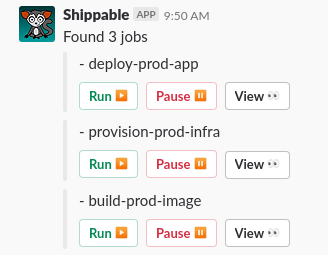 Shippable APP 9:50 AM
Found 3 jobs
- deploy-prod-app
Run ▶️ Pause ⏸️ View 👀
- provision-prod-infra
Run ▶️ Pause ⏸️ View 👀
- build-prod-image
Run ▶️ Pause ⏸️ View 👀